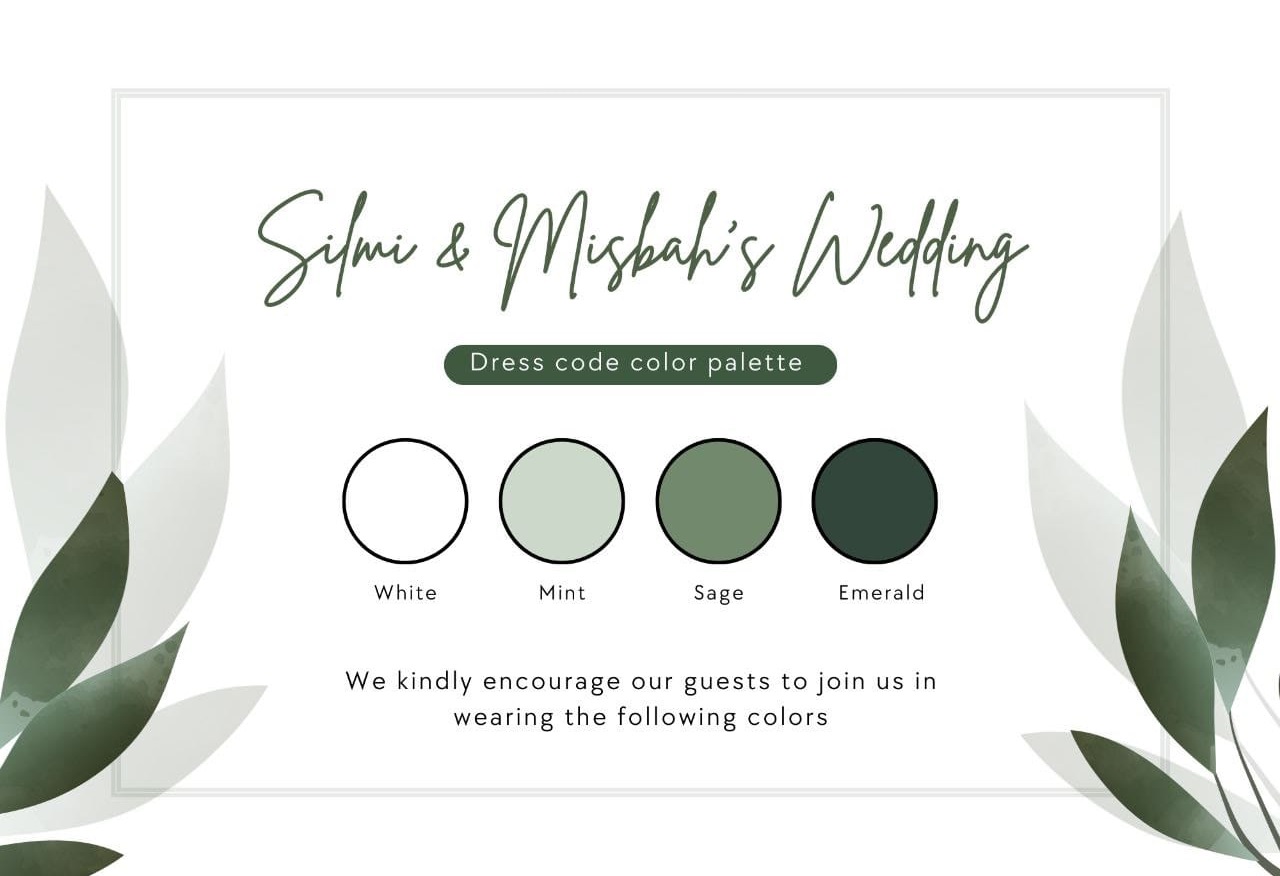 Silmi & Misbah's Wedding
Dress code color palette
White Mint Sage Emerald
We kindly encourage our guests to join us in
wearing the following colors